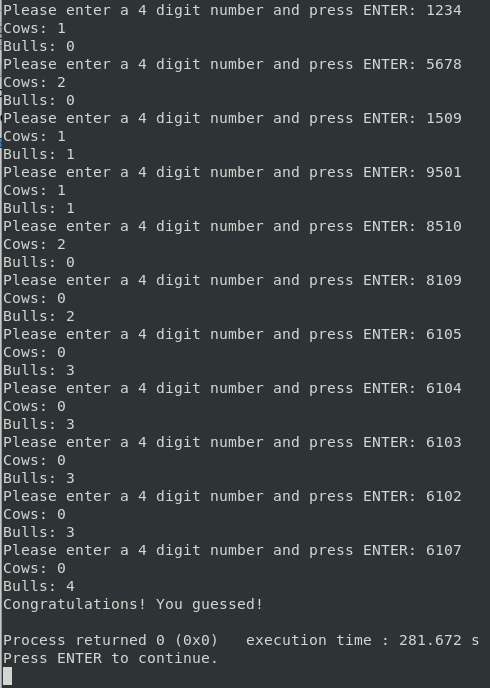 Please enter a 4 digit number and press ENTER: 1234
Cows: 1
Bulls: 0
Please enter a 4 digit number and press ENTER: 5678
Cows: 2
Bulls: 0
Please enter a 4 digit number and press ENTER: 1509
Cows: 1
Bulls: 1
Please enter a 4 digit number and press ENTER: 9501
Cows: 1
Bulls: 1
Please enter a 4 digit number and press ENTER: 8510
Cows: 2
Bulls: 0
Please enter a 4 digit number and press ENTER: 8109
Cows: 0
Bulls: 2
Please enter a 4 digit number and press ENTER: 6105
Cows: 0
Bulls: 3
Please enter a 4 digit number and press ENTER: 6104
Cows: 0
Bulls: 3
Please enter a 4 digit number and press ENTER: 6103
Cows: 0
Bulls: 3
Please enter a 4 digit number and press ENTER: 6102
Cows: 0
Bulls: 3
Please enter a 4 digit number and press ENTER: 6107
Cows: 0
Bulls: 4
Congratulations! You guessed!
Process returned 0 (0x0)   execution time : 281.672 s
Press ENTER to continue.